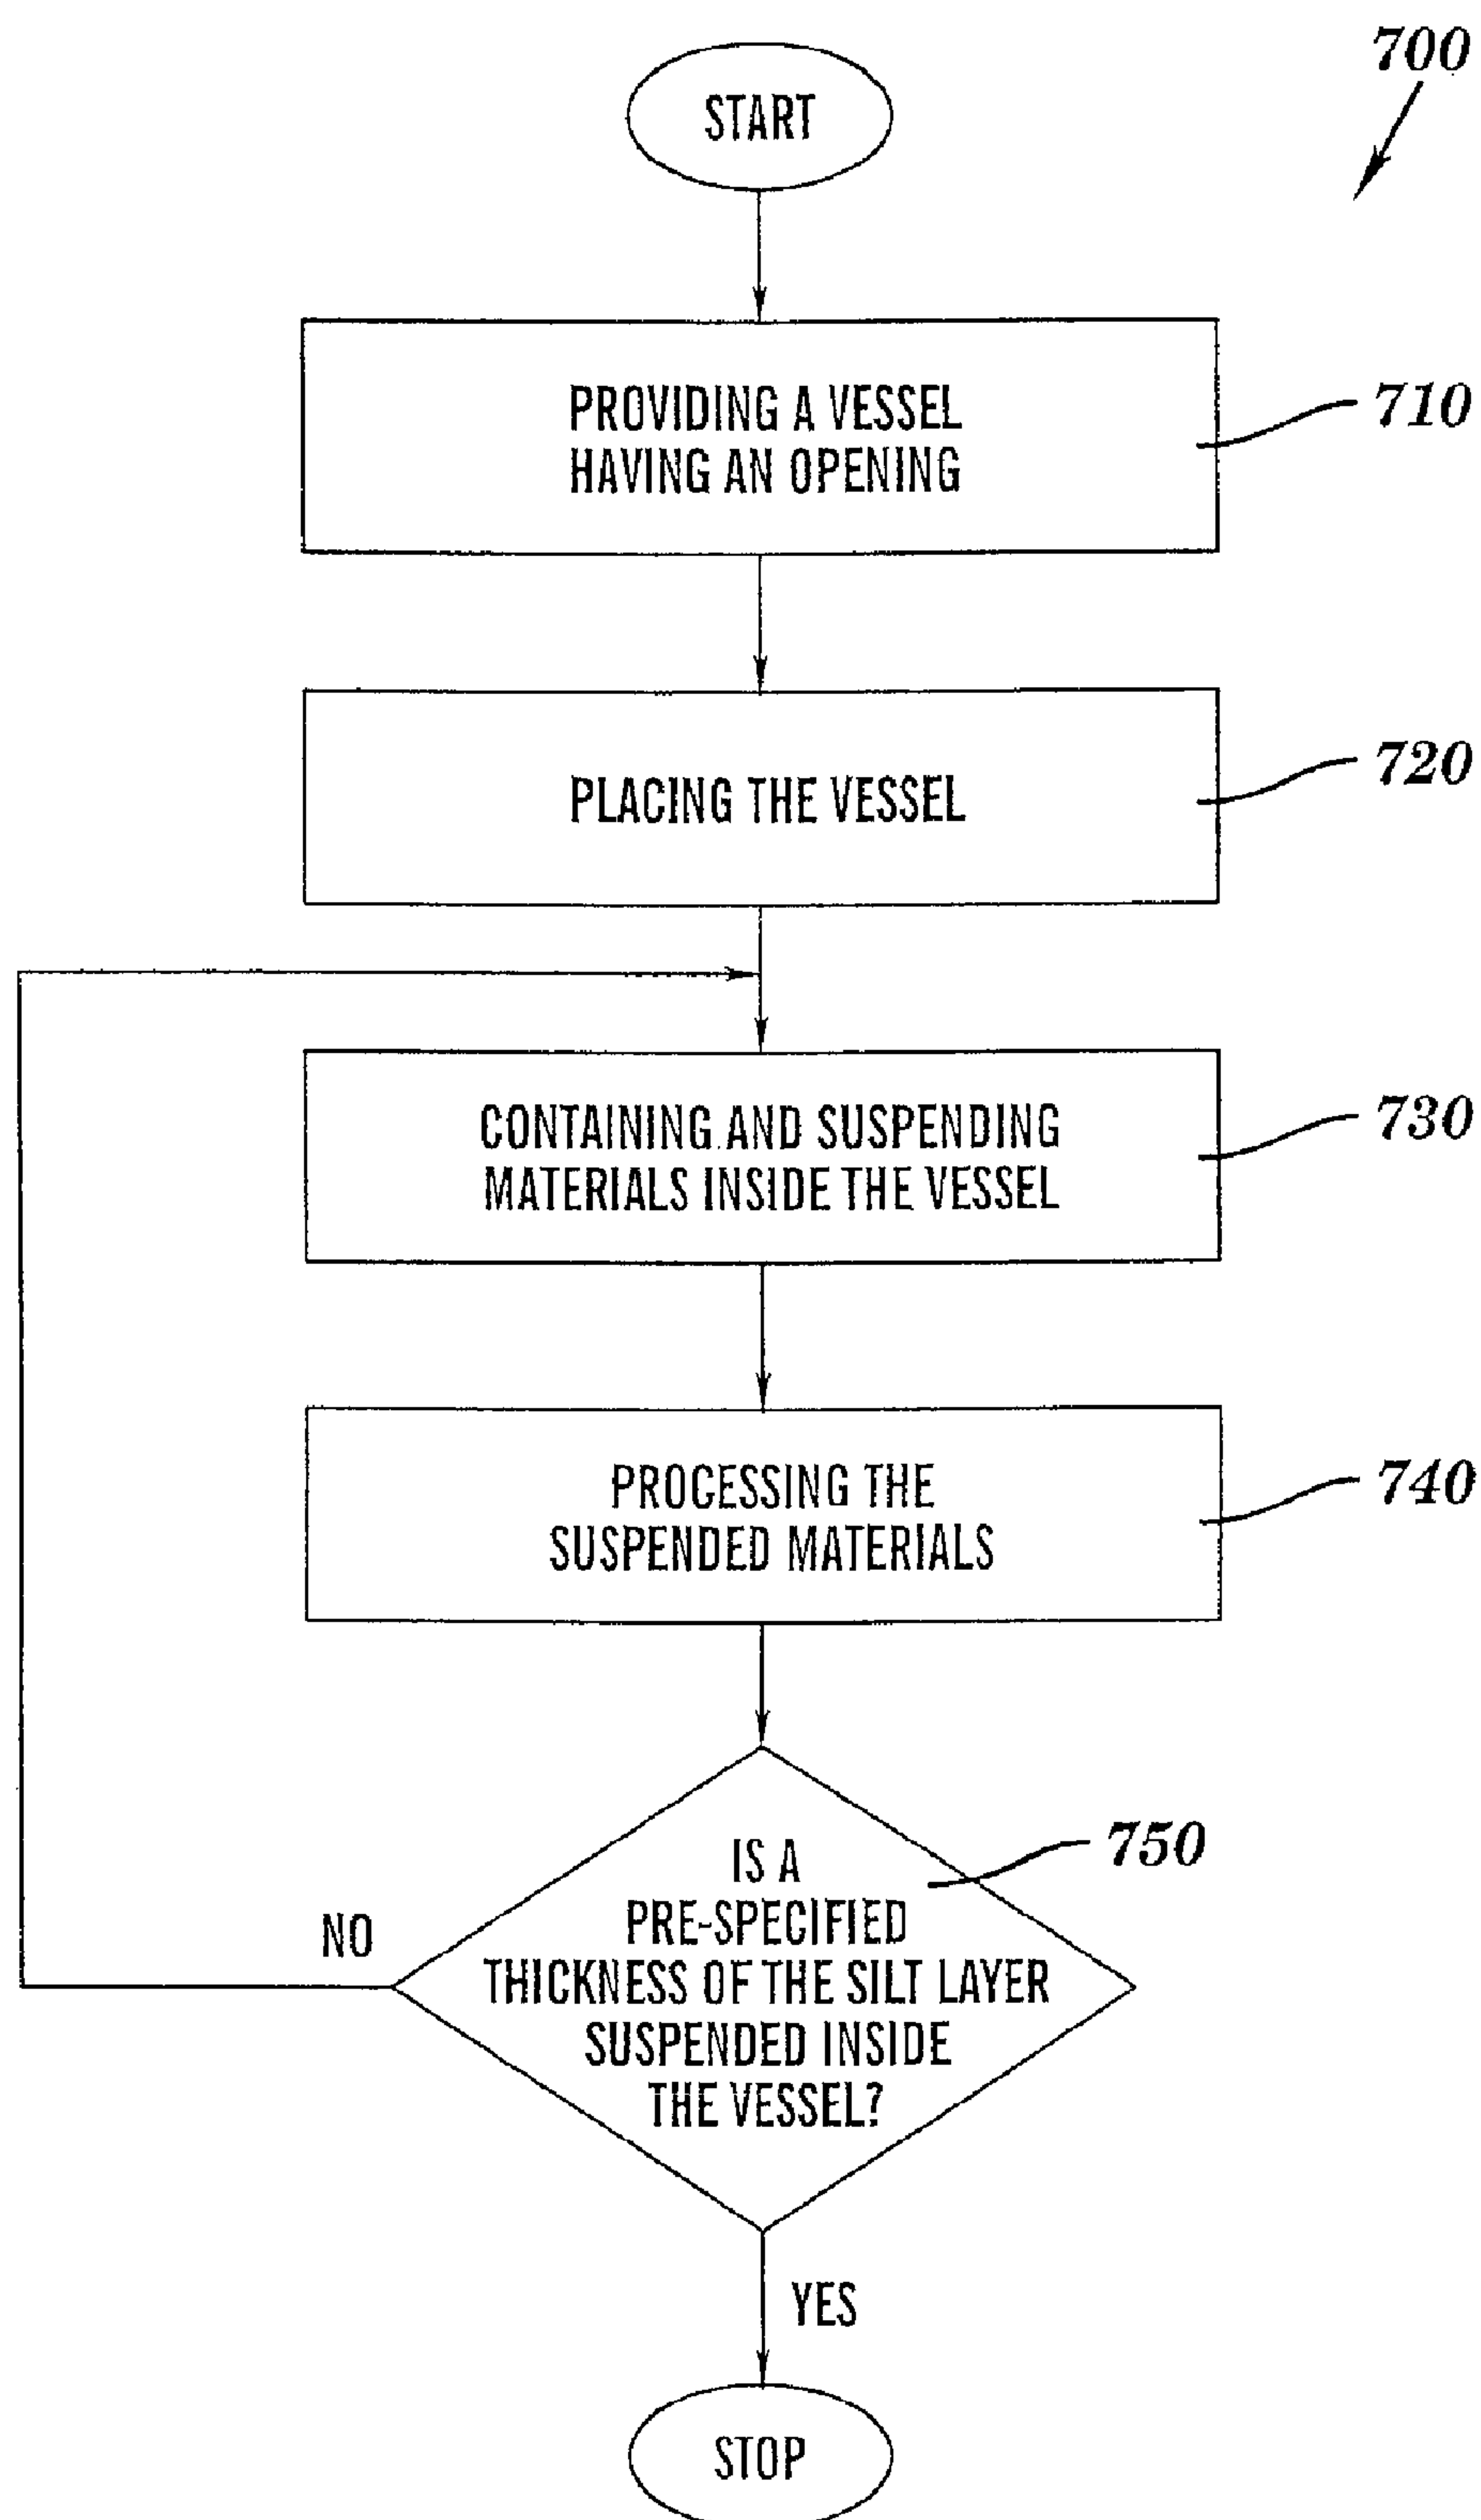 700
START
PROVIDING A VESSEL
HAVING AN OPENING
710
PLACING THE VESSEL
720
CONTAINING AND SUSPENDING
MATERIALS INSIDE THE VESSEL
730
PROCESSING THE
SUSPENDED MATERIALS
740
IS A
PRE-SPECIFIED
THICKNESS OF THE SILT LAYER
SUSPENDED INSIDE
THE VESSEL?
750
NO
YES
STOP